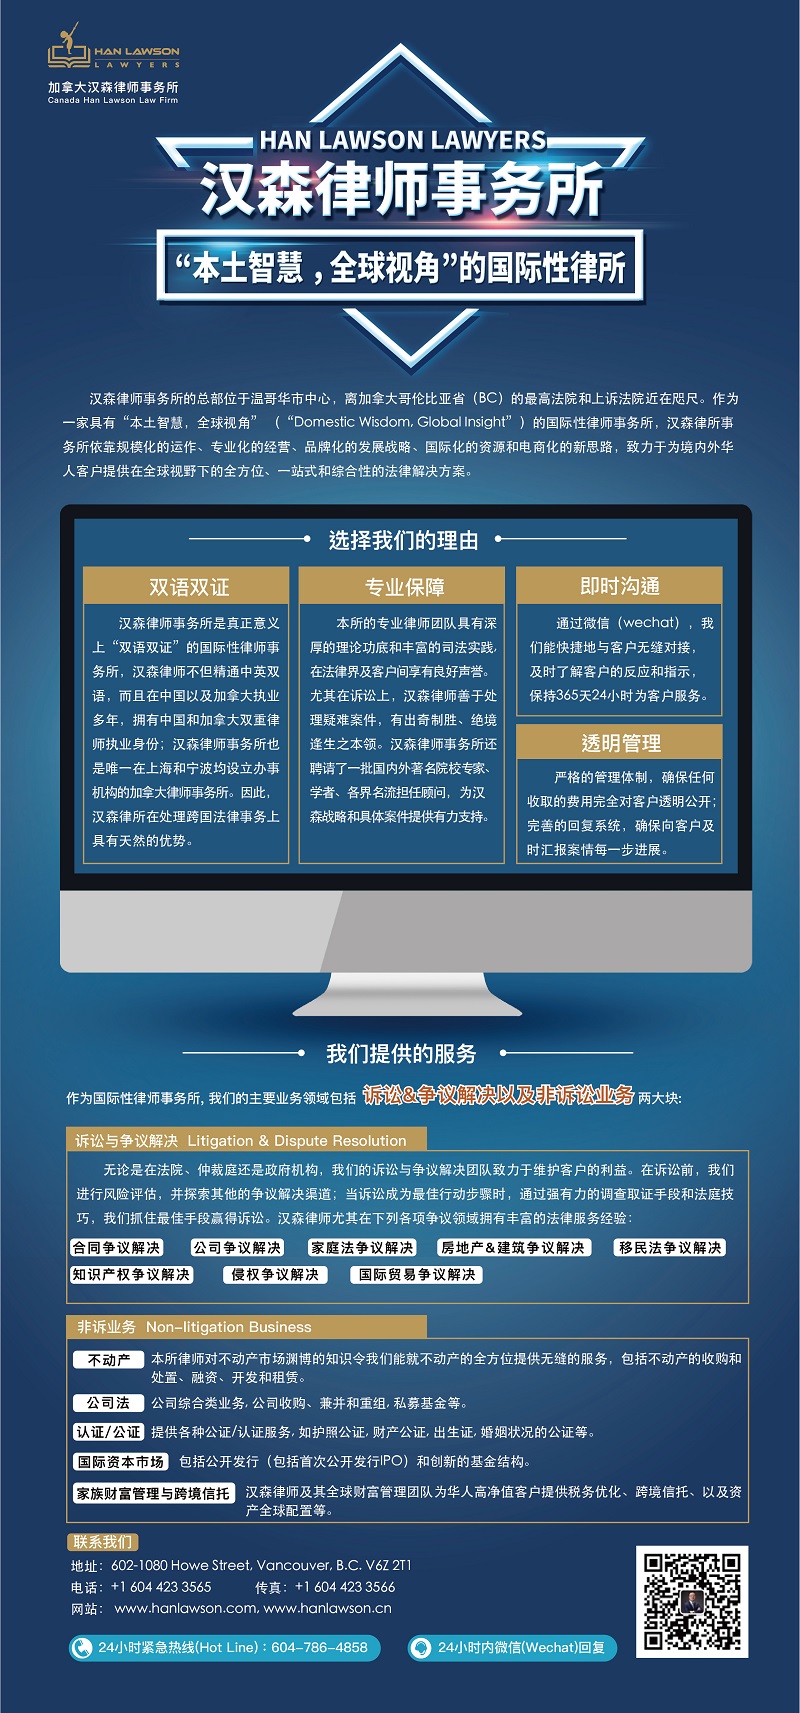 HAN LAWSON
LAWYERS
加拿大汉森律师事务所
Canada Han Lawson Law Firm
HAN LAWSON LAWYERS
汉森律师事务所
“本土智慧，全球视角”的国际性律所
汉森律师事务所的总部位于温哥华市中心，离加拿大哥伦比亚省（BC）的最高法院和上诉法院近在咫尺。作为
一家具有“本土智慧，全球视角”（“Domestic Wisdom, Global Insight”）的国际性律师事务所，汉森律所事
务所依靠规模化的运作、专业化的经营、品牌化的发展战略、国际化的资源和电商化的新思路，致力于为境内外华
人客户提供在全球视野下的全方位、一站式和综合性的法律解决方案。
選择我们的理由
双语双证
汉森律师事务所是真正意义
上“双语双证”的国际性律师事
务所，汉森律师不但精通中英双
语，而且在中国以及加拿大执业
多年，拥有中国和加拿大双重律
师执业身份；汉森律师事务所也
是唯一在上海和宁波均设立办事
机构的加拿大律师事务所。因此，
汉森律所在处理跨国法律事务上
具有天然的优势。
专业保障
本所的专业律师团队具有深
厚的理论功底和丰富的司法实践，
在法律界及客户间享有良好声誉。
尤其在诉讼上，汉森律师善于处
理疑难案件，有出奇制胜、绝境
逢生之本领。汉森律师事务所还
聘请了一批国内外著名院校专家、
学者、各界名流担任顾问，为汉
森战略和具体案件提供有力支持。
即时沟通
通过微信（wechat），我
们能快捷地与客户无缝对接，
及时了解客户的反应和指示，
保持365天24小时为客户服务。
透明管理
严格的管理体制，确保任何
收取的费用完全对客户透明公开；
完善的回复系统，确保向客户及
时汇报案情每一步进展。
我们提供的服务
作为国际性律师事务所, 我们的主要业务领域包括 诉讼&争议解决以及非诉讼业务 两大块:
诉讼与争议解决 Litigation & Dispute Resolution
无论是在法院、仲裁庭还是政府机构，我们的诉讼与争议解决团队致力于维护客户的利益。在诉讼前，我们
进行风险评估，并探索其他的争议解决渠道；当诉讼成为最佳行动步骤时，通过强有力的调查取证手段和法庭技
巧，我们抓住最佳手段赢得诉讼。汉森律师尤其在下列各项争议领域拥有丰富的法律服务经验：
合同争议解决 公司争议解决 家庭法争议解决 房地产&建筑争议解决 移民法争议解决
知识产权争议解决 侵权争议解决 国际贸易争议解决
非诉业务 Non-litigation Business
不动产 本所律师对不动产市场渊博的知识令我们能就不动产的全方位提供无缝的服务，包括不动产的收购和
处置、融资、开发和租赁。
公司法 公司综合类业务, 公司收购、兼并和重组, 私募基金等。
认证/公证 提供各种公证/认证服务, 如护照公证, 财产公证, 出生证, 婚姻状况的公证等。
国际资本市场 包括公开发行（包括首次公开发行IPO）和创新的基金结构。
家族财富管理与跨境信托 汉森律师及其全球财富管理团队为华人高净值客户提供税务优化、跨境信托、以及资
产全球配置等。
联系我们
地址：602-1080 Howe Street, Vancouver, B.C. V6Z 2T1
电话：+1 604 423 3565 传真：+1 604 423 3566
网站： www.hanlawson.com, www.hanlawson.cn
24小时紧急热线(Hot Line)：604-786-4858 24小时内微信(Wechat)回复